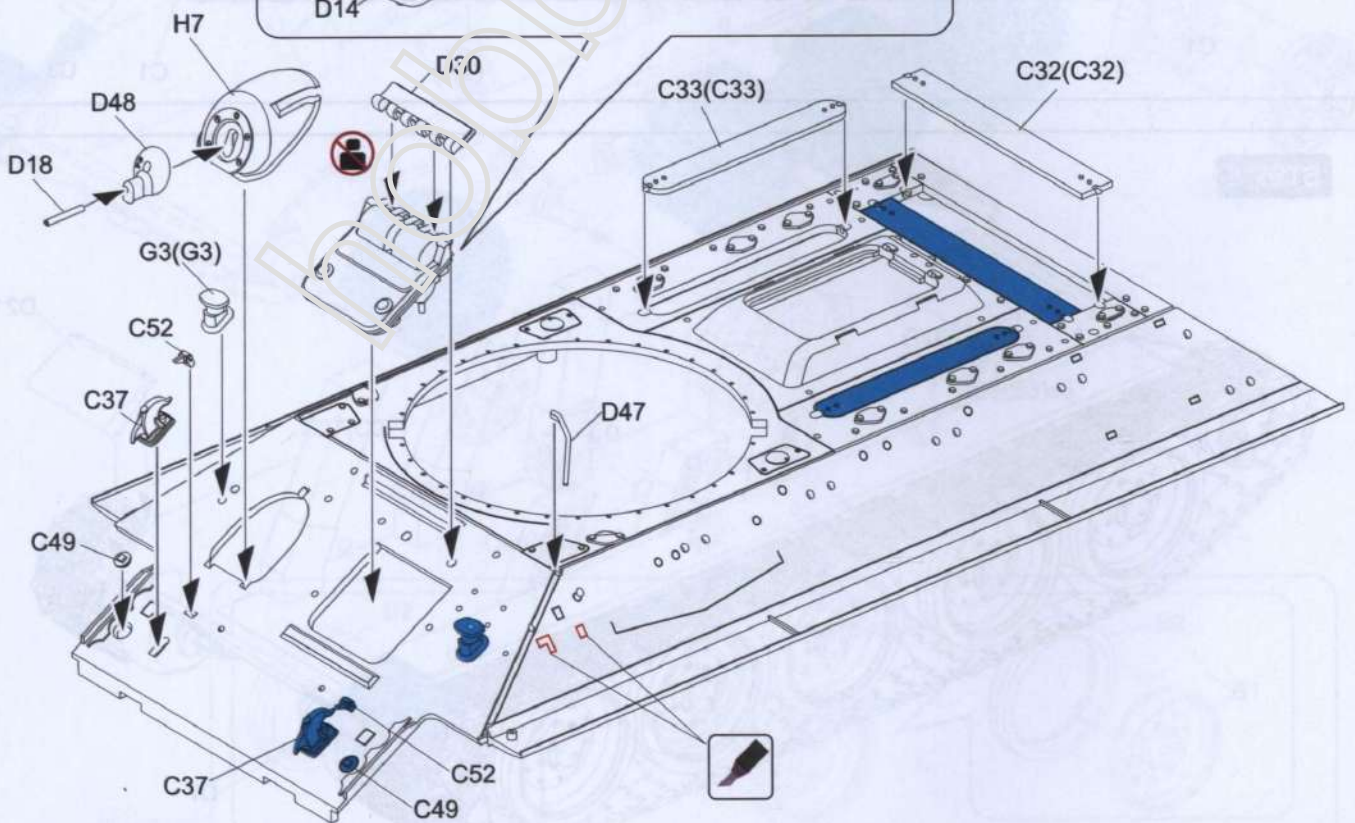 D14
H7
D30
D48
C33(C33)
C32(C32)
D18
G3(G3)
C52
C37
D47
C49
C52
C37
C49